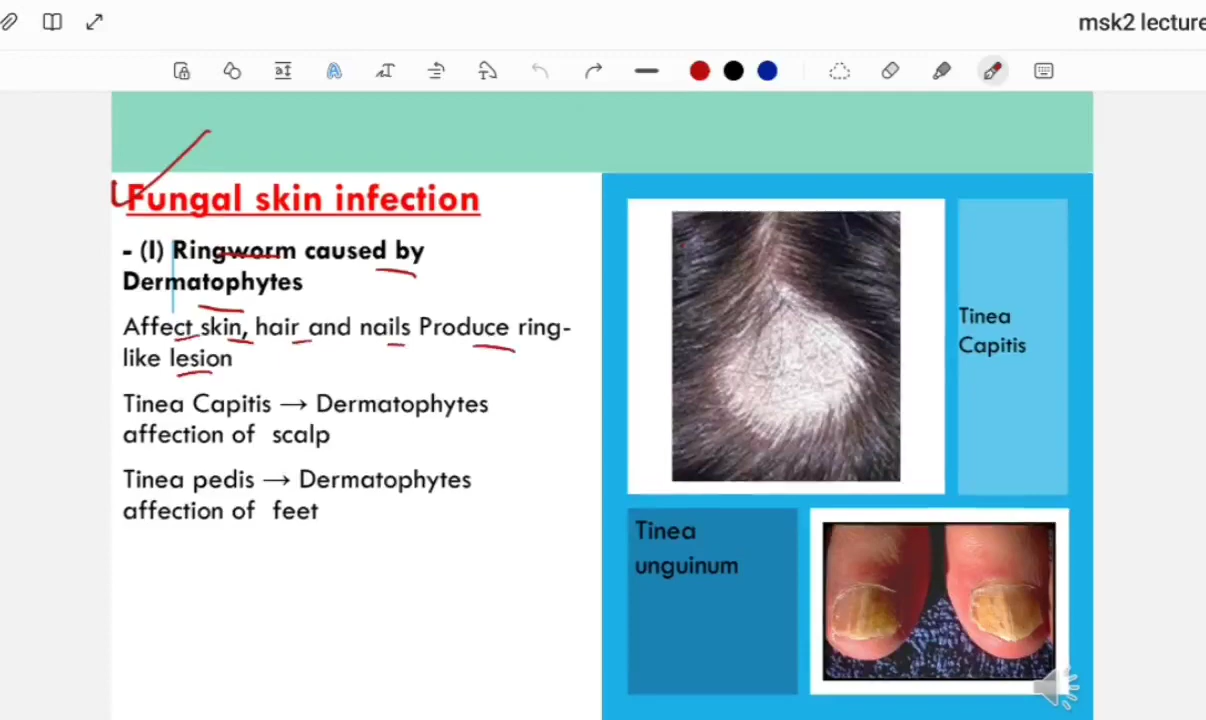 msk2 lecture
Fungal skin infection
- (I) Ringworm caused by
Dermatophytes
Affect skin, hair and nails Produce ring-
like lesion
Tinea Capitis → Dermatophytes
affection of scalp
Tinea pedis → Dermatophytes
affection of feet
Tinea
Capitis
Tinea
unguinum